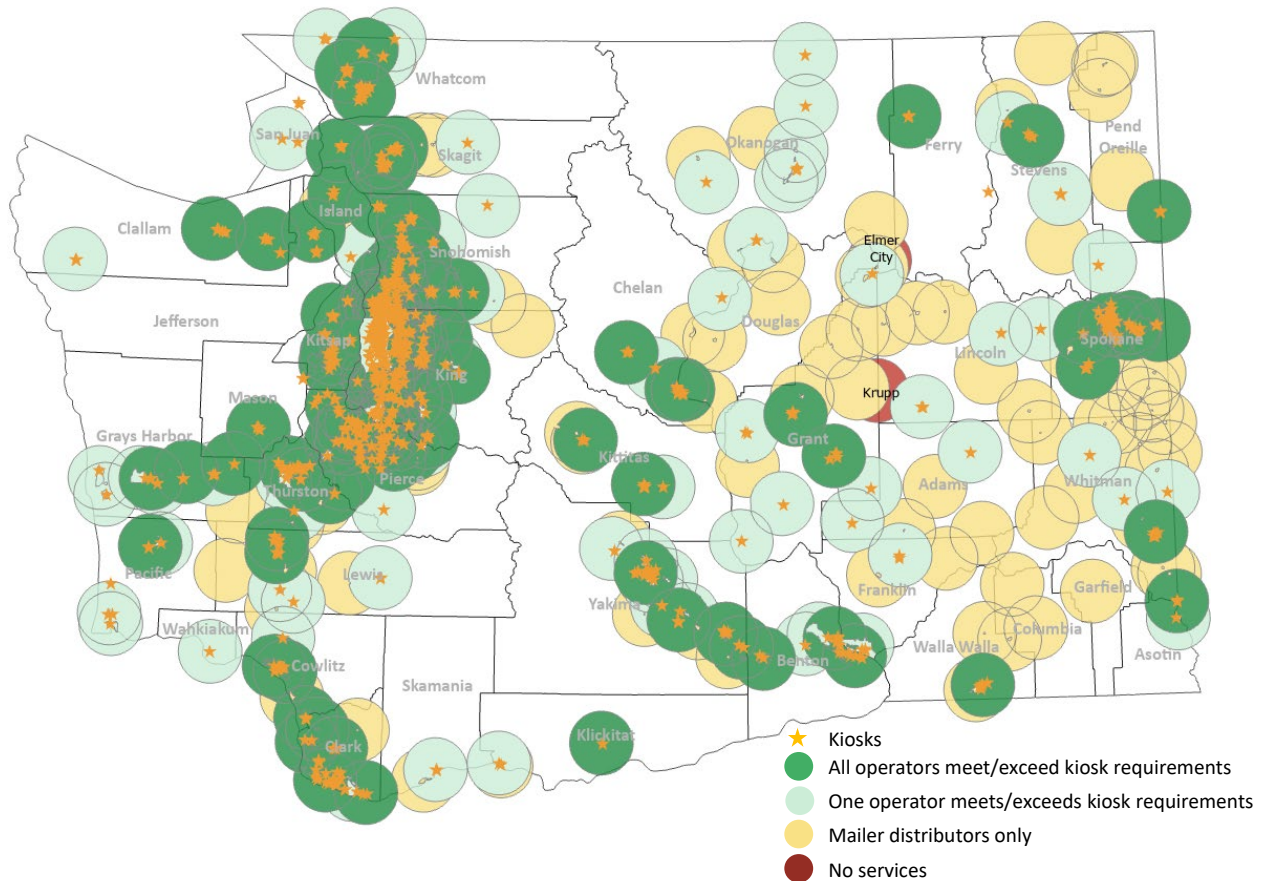 Whatcom
San Juan
Skagit
Okanogan
Ferry
Pend
Oreille
Stevens
Clallam
Island
Snohomish
Elmer
City
Chelan
Jefferson
Douglas
Kitsap
Lincoln
Spokane
King
Krupp
Mason
Grays Harbor
Grant
Kittitas
Pierce
Thurston
Adams
Whitman
Pacific
Lewis
Franklin
Garfield
Yakima
Wahkiakum
Columbia
Walla Walla
Cowlitz
Benton
Asotin
Skamania
Klickitat
Clark
Kiosks
All operators meet/exceed kiosk requirements
One operator meets/exceeds kiosk requirements
Mailer distributors only
No services